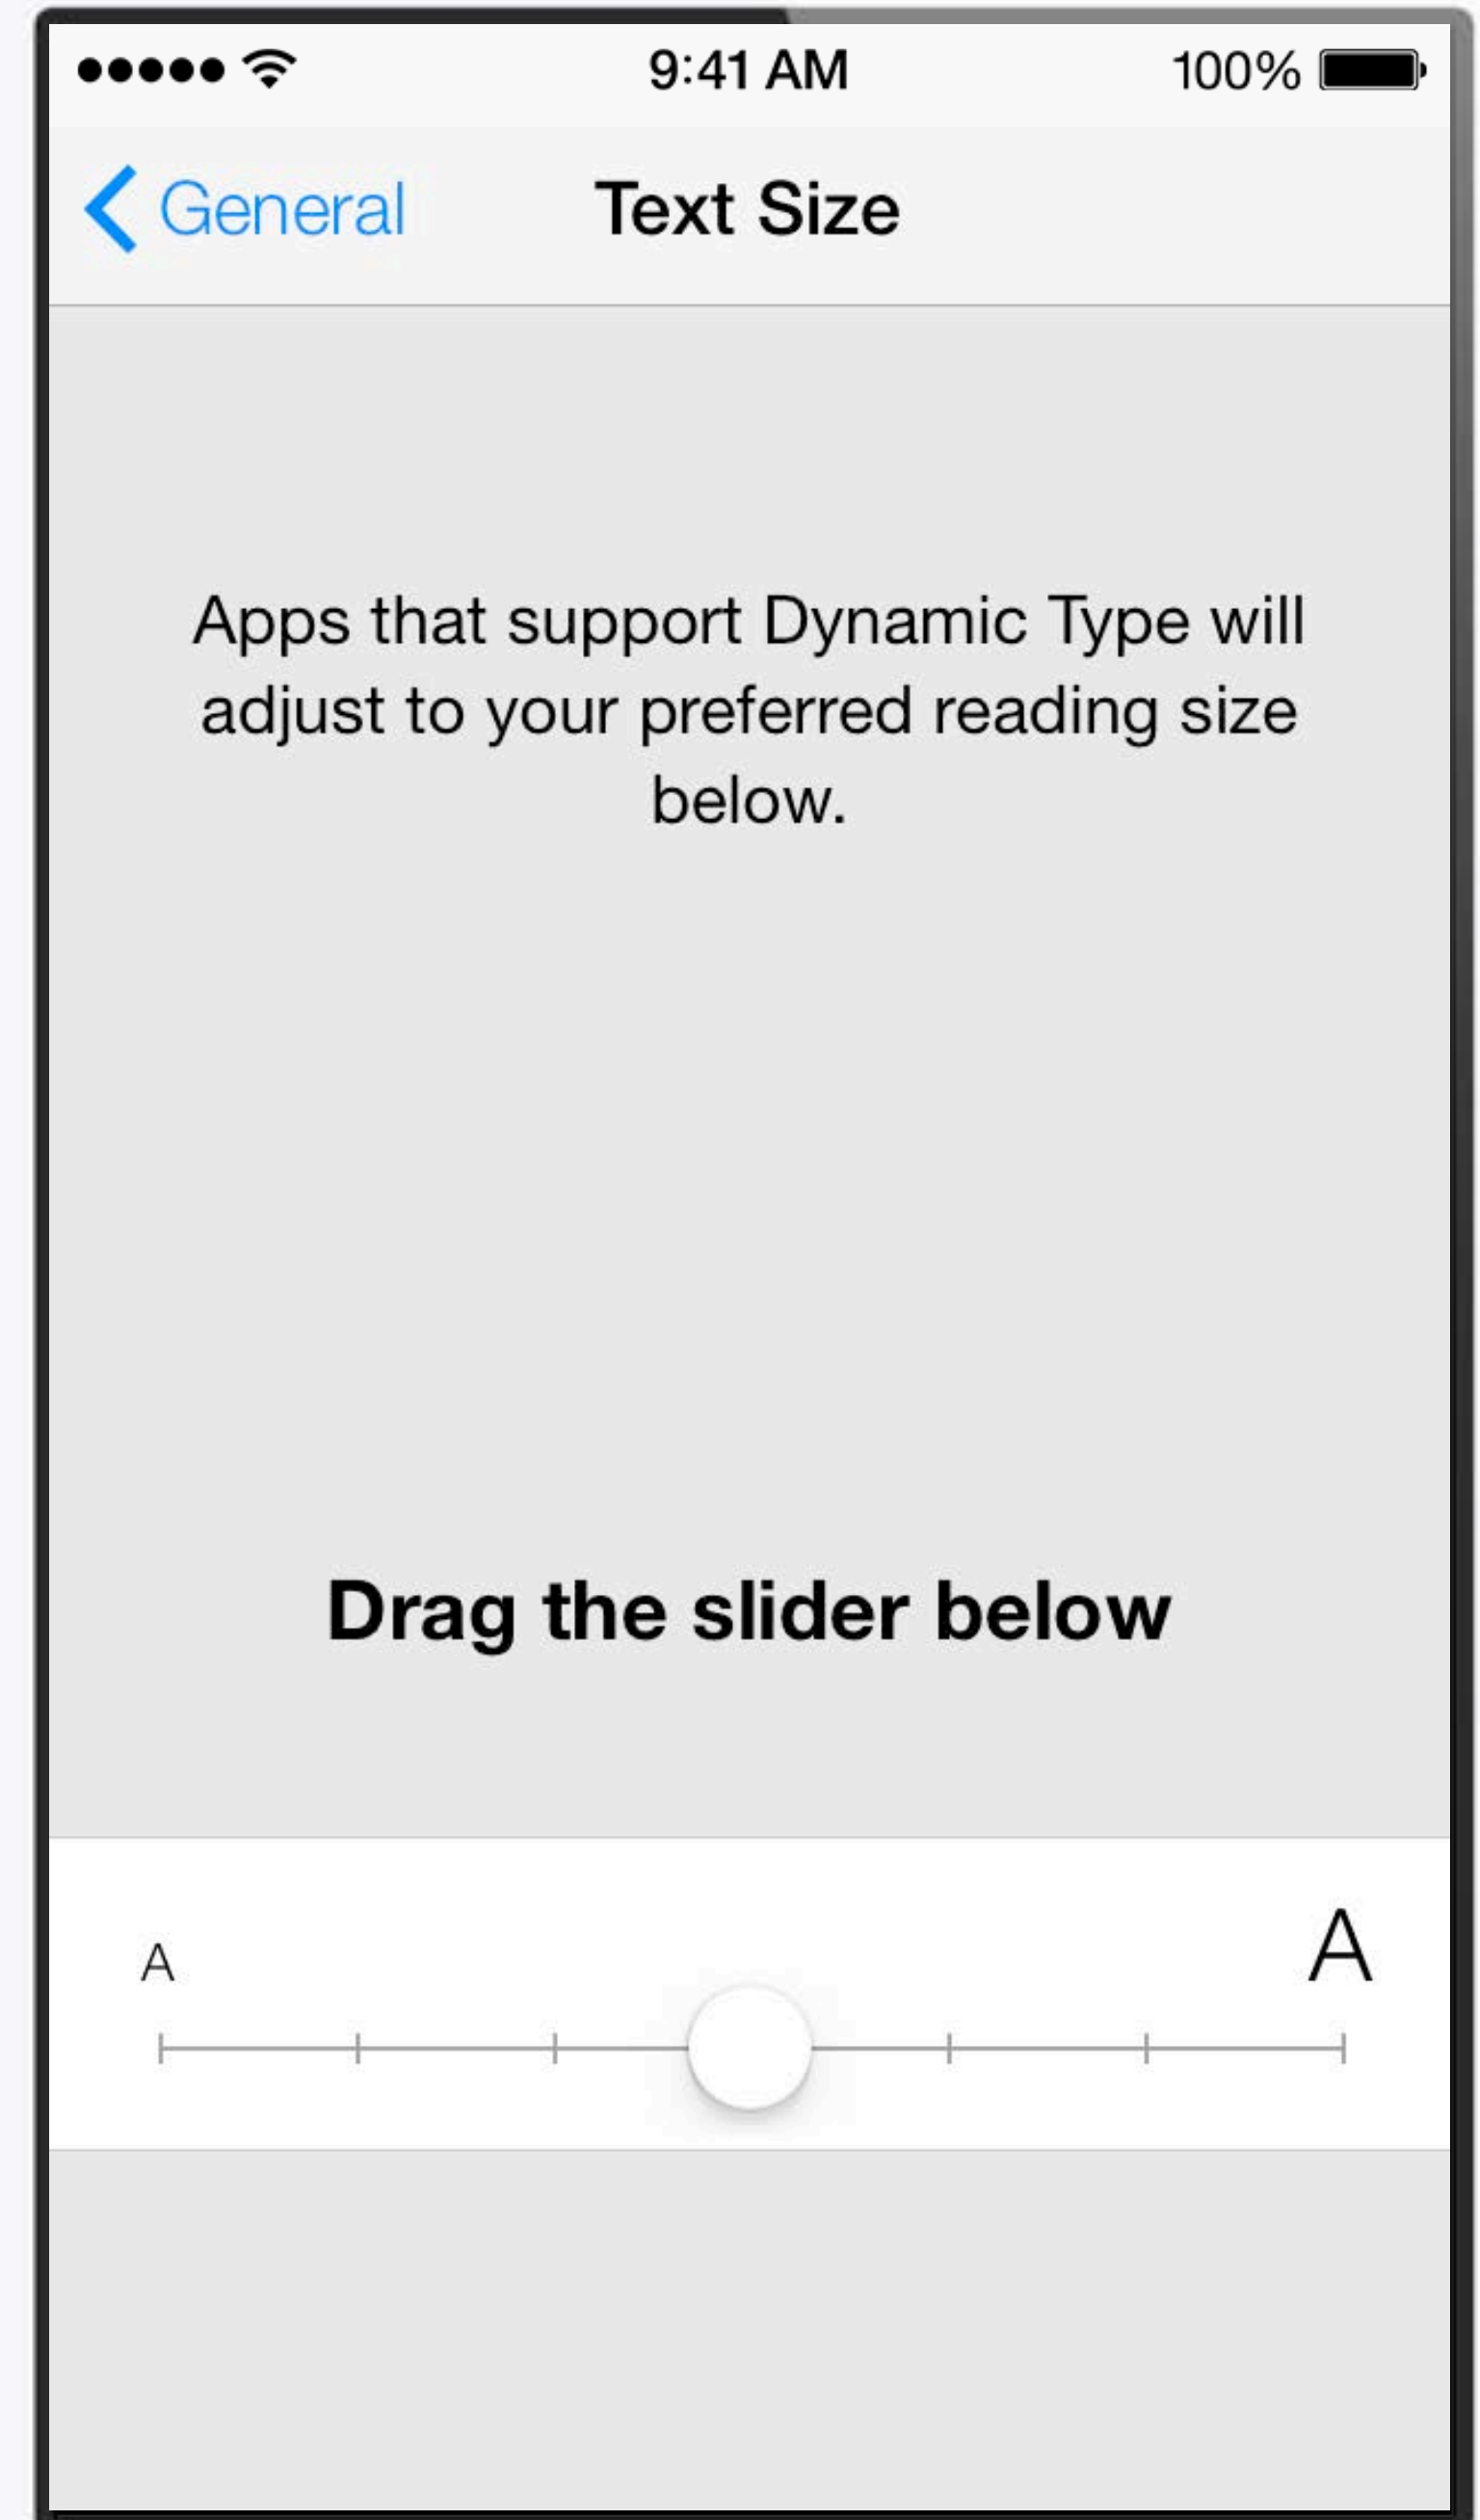 9:41 AM 100%
General Text Size
Apps that support Dynamic Type will
adjust to your preferred reading size
below.
Drag the slider below
A A